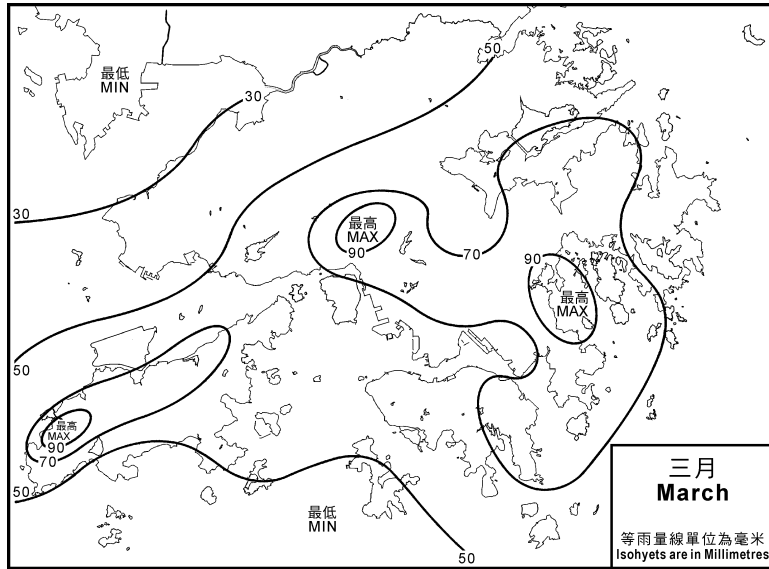 50
最低
MIN
30
30
最高
MAX
90
70
90
最高
MAX
50
最高
MAX
90
70
50
最低
MIN
50
三月
March
等雨量線單位為毫米
Isohyets are in Millimetres